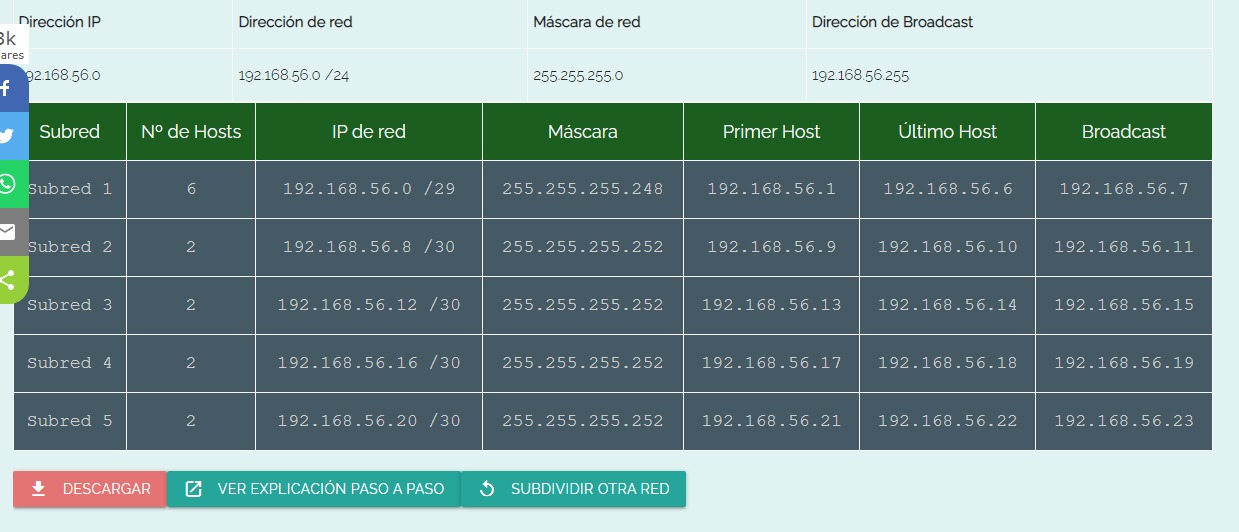 Dirección IP Dirección de red Máscara de red Dirección de Broadcast
3k
ares
92.168.56.0 192.168.56.0 /24 255.255.255.0 192.168.56.255
Subred Nº de Hosts IP de red Máscara Primer Host Último Host Broadcast
Subred 1 6 192.168.56.0 /29 255.255.255.248 192.168.56.1 192.168.56.6 192.168.56.7
Subred 2 2 192.168.56.8 /30 255.255.255.252 192.168.56.9 192.168.56.10 192.168.56.11
Subred 3 2 192.168.56.12 /30 255.255.255.252 192.168.56.13 192.168.56.14 192.168.56.15
Subred 4 2 192.168.56.16 /30 255.255.255.252 192.168.56.17 192.168.56.18 192.168.56.19
Subred 5 2 192.168.56.20 /30 255.255.255.252 192.168.56.21 192.168.56.22 192.168.56.23
DESCARGAR VER EXPLICACIÓN PASO A PASO SUBDIVIDIR OTRA RED